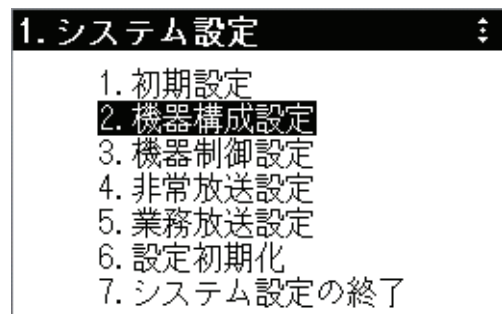 1.システム設定
1.初期設定
2.機器構成設定
3.機器制御設定
4.非常放送設定
5.業務放送設定
6.設定初期化
7.システム設定の終了